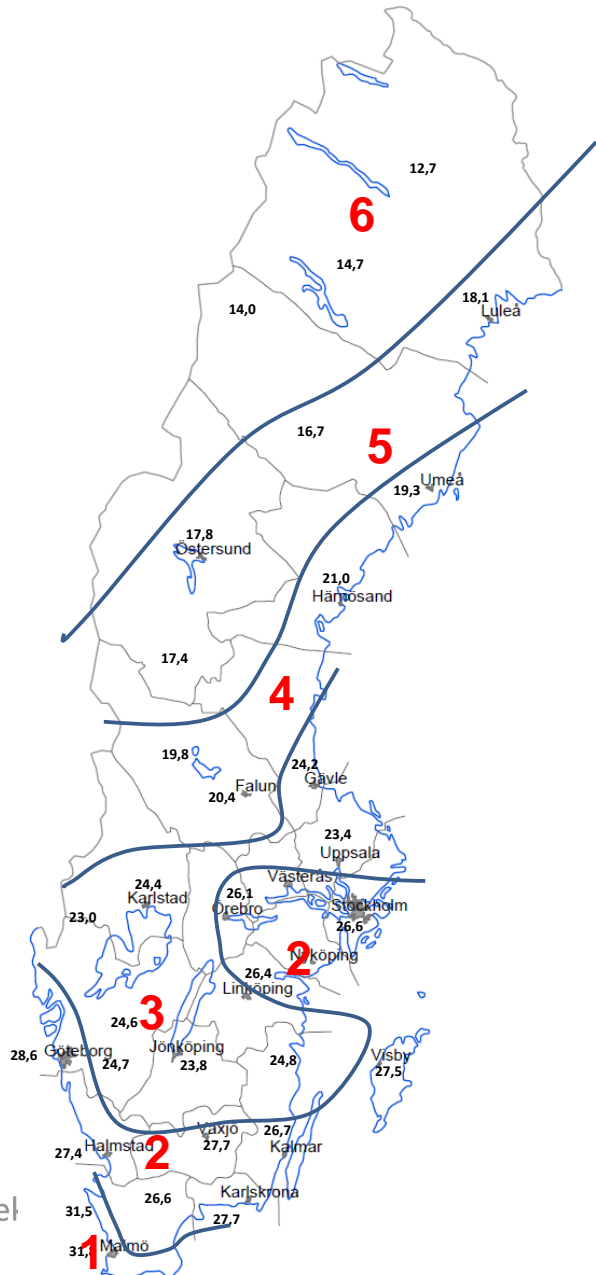 12,7
6
14,7
14,0
18,1
Luleå
16,7
5
19,3
Umeå
17,8
Östersund
21,0
Härnösand
17,4
4
19,8
24,2
Gävle
Falun
20,4
23,4
Uppsala
Västerås
24,4
Karlstad
26,1
Örebro
Stockholm
26,6
23,0
2
Nyköping
26,4
Linköping
3
24,6
28,6
Göteborg
24,7
Jönköping
23,8
24,8
Visby
27,5
26,7
Växjö
27,7
Kalmar
27,4
Halmstad
2
26,6
Karlskrona
27,7
31,5
1
Malmö